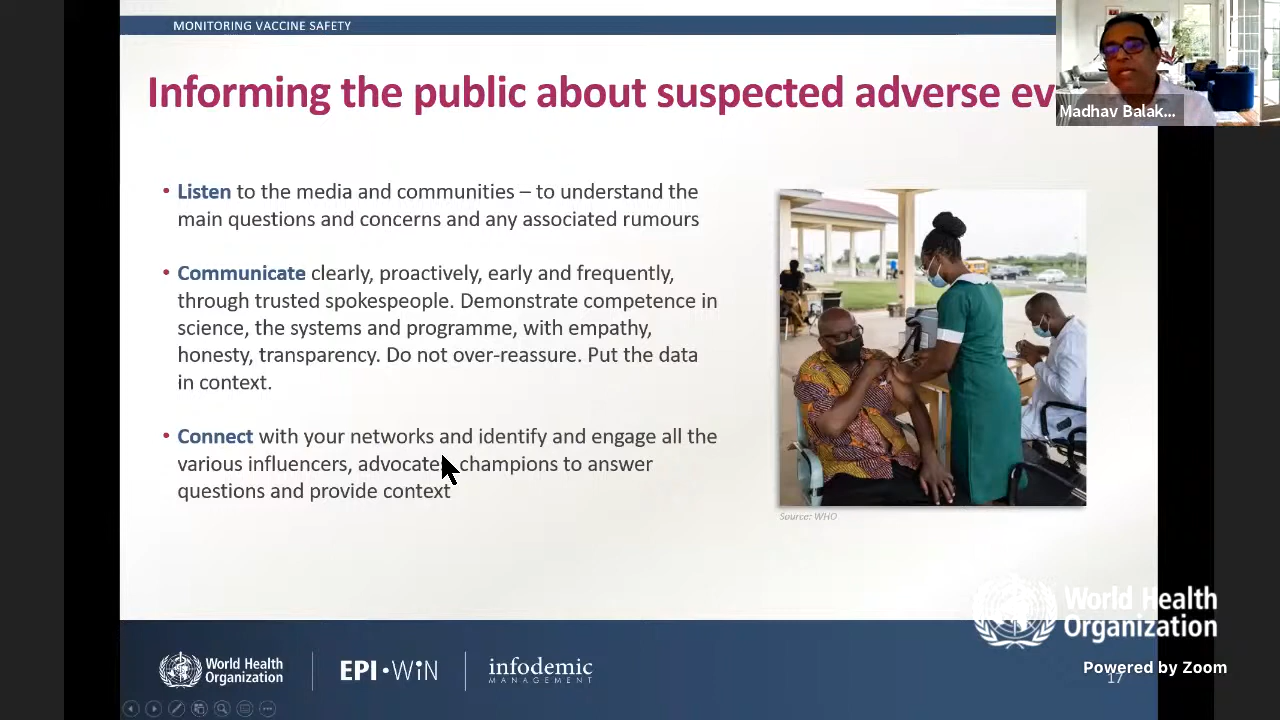 MONITORING VACCINE SAFETY
Informing the public about suspected adverse ev
Madhav Balak...
• Listen to the media and communities – to understand the
main questions and concerns and any associated rumours
• Communicate clearly, proactively, early and frequently,
through trusted spokespeople. Demonstrate competence in
science, the systems and programme, with empathy,
honesty, transparency. Do not over-reassure. Put the data
in context.
• Connect with your networks and identify and engage all the
various influencers, advocates, champions to answer
questions and provide context
Source: WHO
World Health
Organization
World Health
Organization
EPI•WiN
infodemic
MANAGEMENT
Powered by Zoom
17